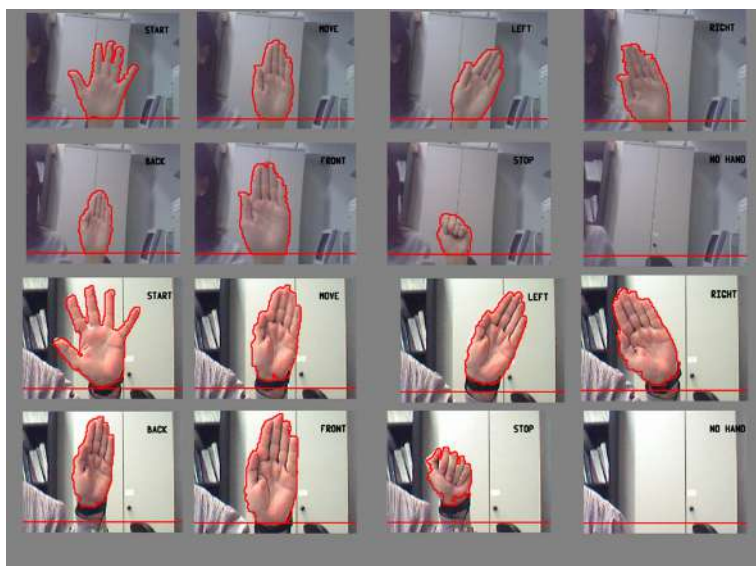 START
MOVE
LEFT
RIGHT
BACK
FRONT
STOP
NO HAND
START
MOVE
LEFT
RIGHT
BACK
FRONT
STOP
NO HAND